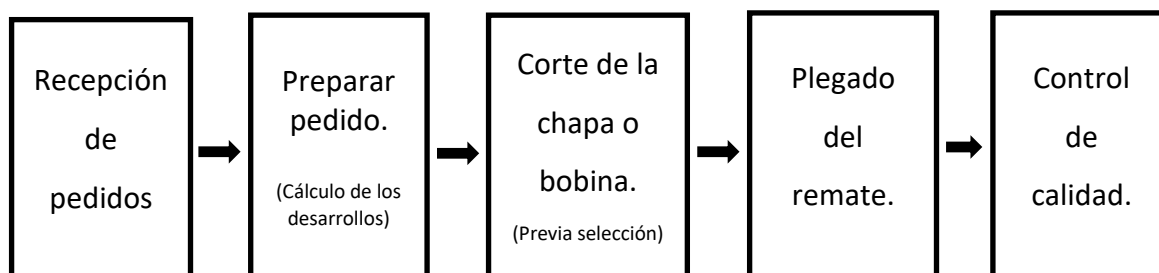 Recepción
de
pedidos
Preparar
pedido.
(Cálculo de los
desarrollos)
Corte de la
chapa o
bobina.
(Previa selección)
Plegado
del
remate.
Control
de
calidad.